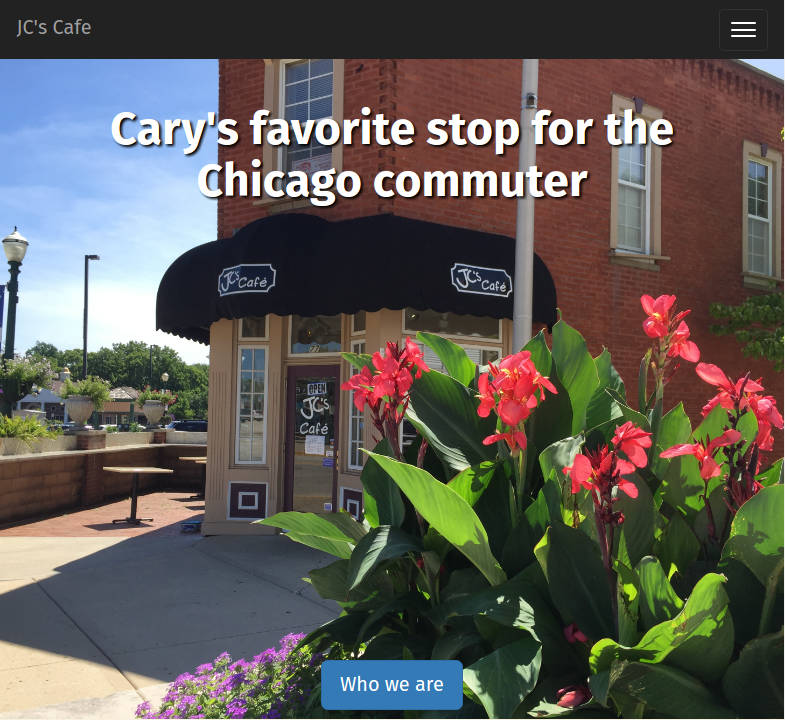 JC's Cafe
Cary's favorite stop for the
Chicago commuter
JC's Café
JC's Café
OPEN
JC's
Café
Who we are